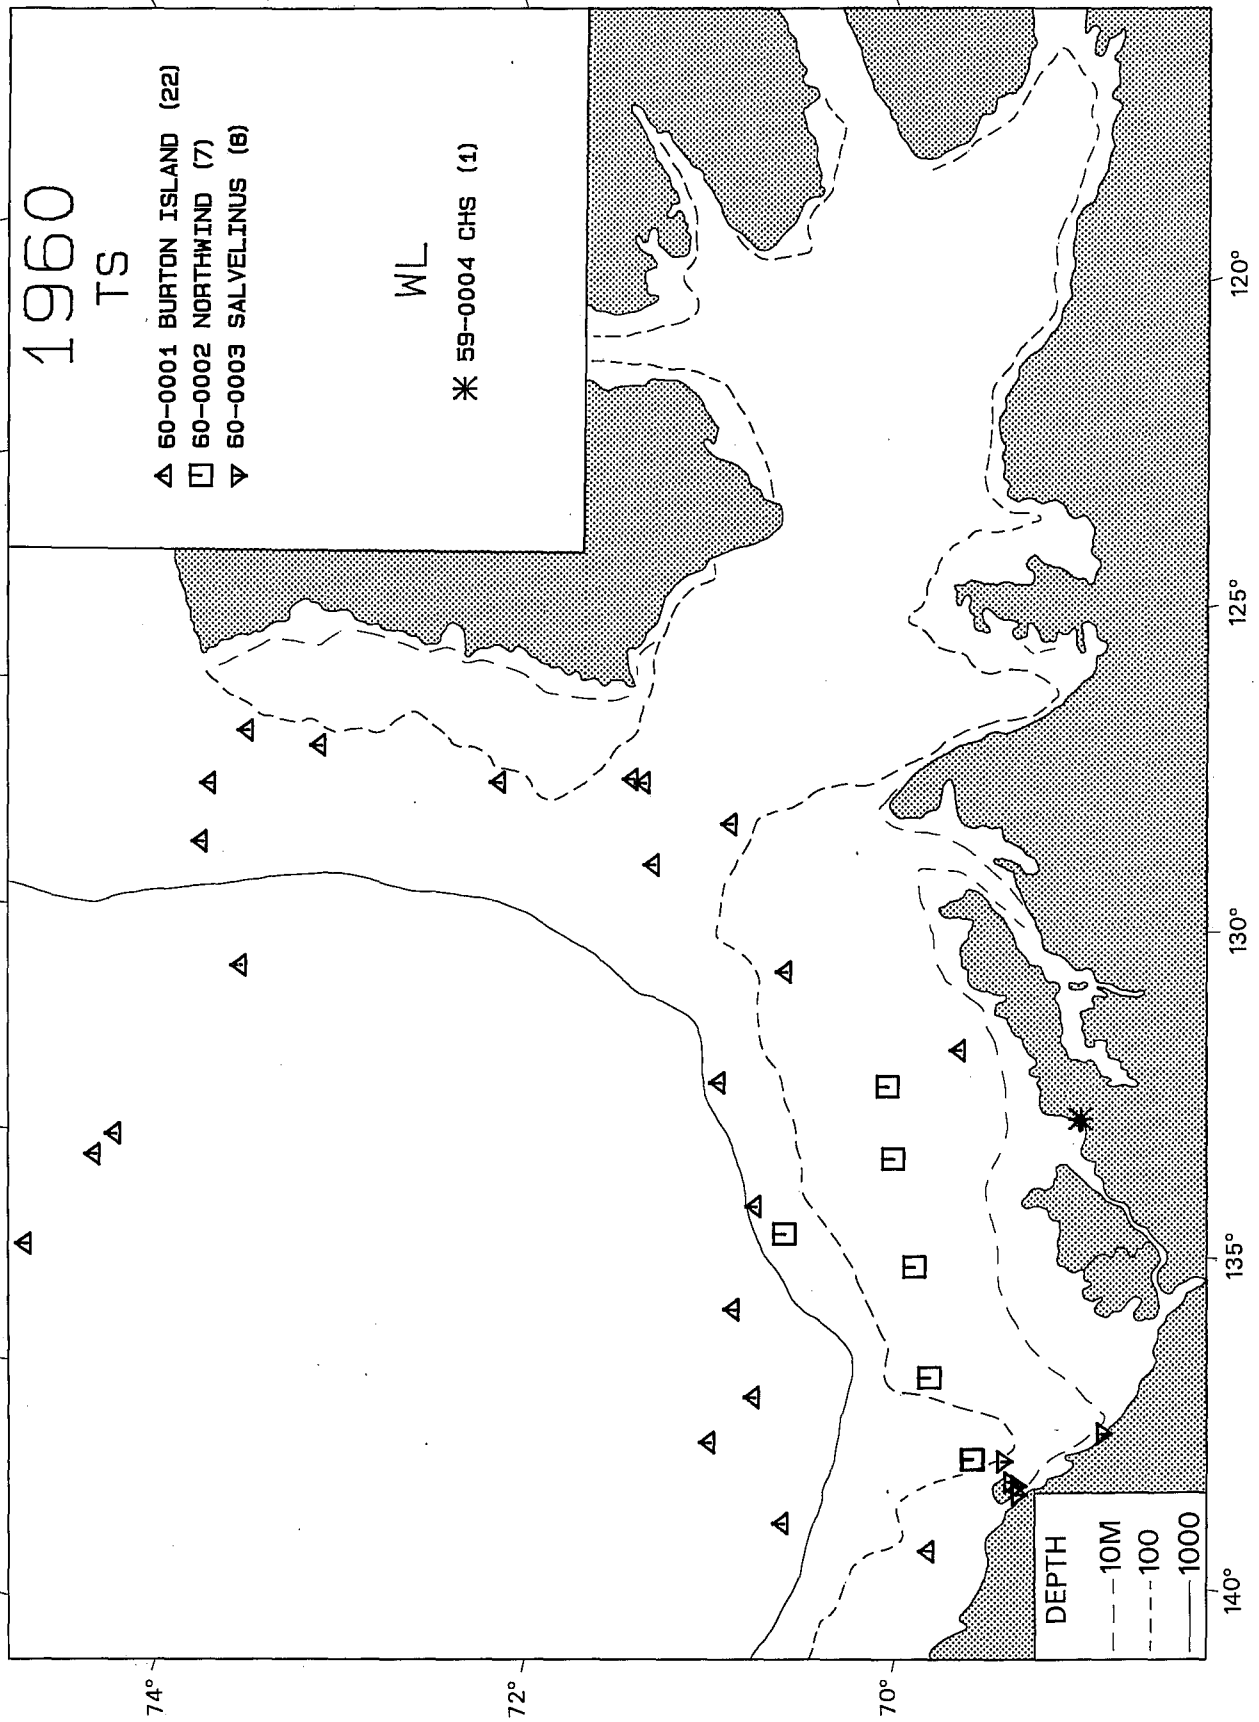 1960
TS
60-0001 BURTON ISLAND (22)
60-0002 NORTHWIND (7)
60-0003 SALVELINUS (8)
WL
59-0004 CHS (1)
74°
72°
70°
DEPTH
10M
100
1000
140°
135°
130°
125°
120°